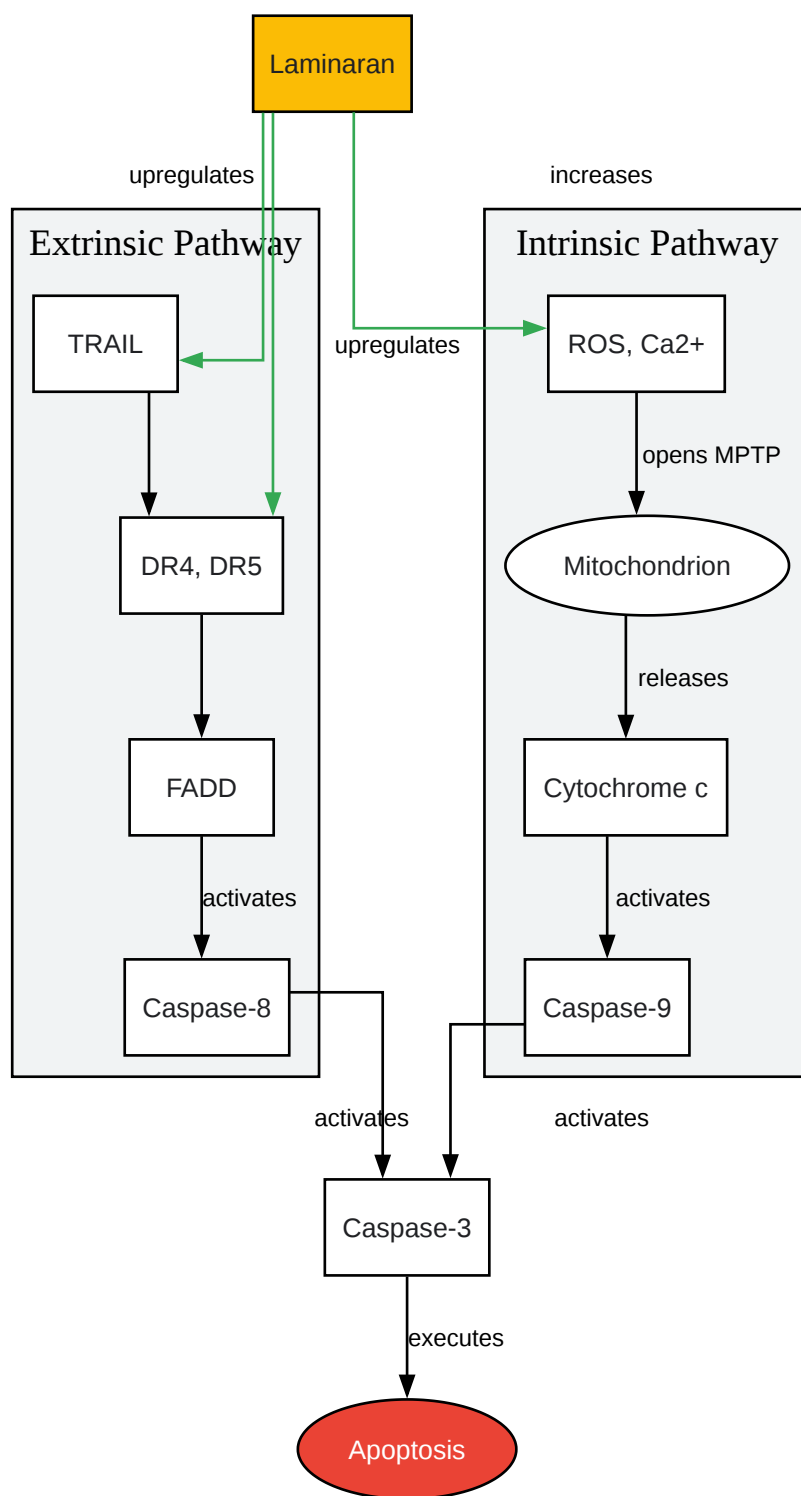 Laminaran
upregulates
increases
Extrinsic Pathway
Intrinsic Pathway
TRAIL
upregulates
ROS, Ca2+
opens MPTP
DR4, DR5
Mitochondrion
releases
FADD
Cytochrome c
activates
activates
Caspase-8
Caspase-9
activates
activates
Caspase-3
executes
Apoptosis